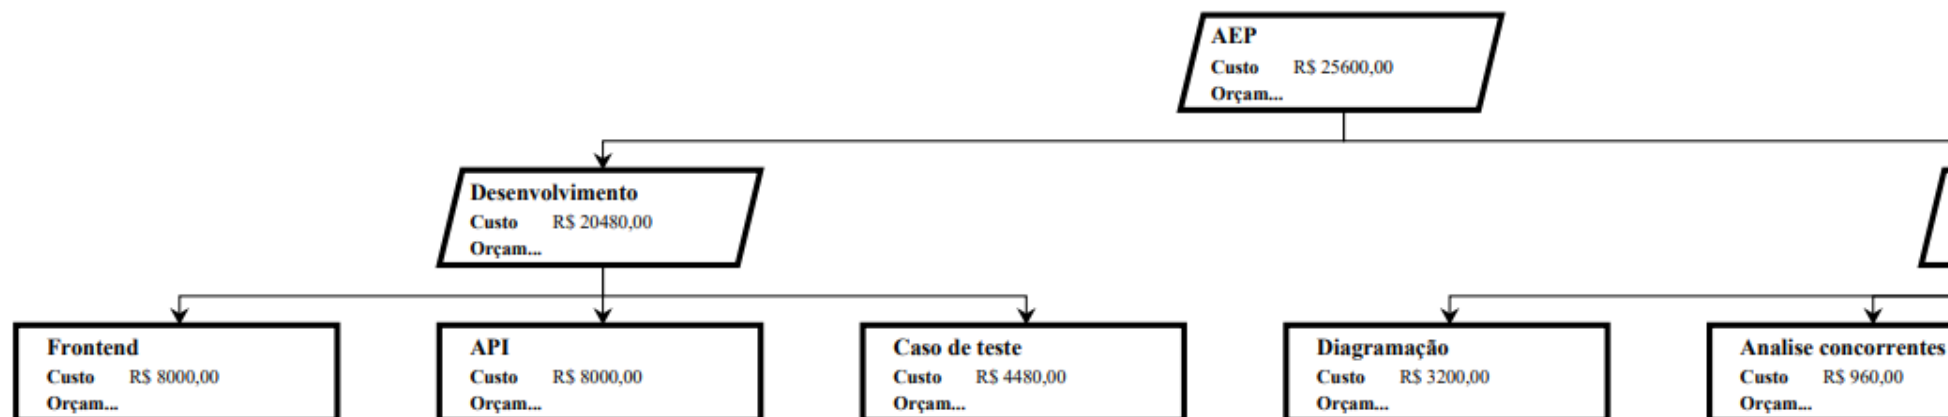 AEP
Custo R$ 25600,00
Orçam...
Desenvolvimento
Custo R$ 20480,00
Orçam...
Frontend
Custo R$ 8000,00
Orçam...
API
Custo R$ 8000,00
Orçam...
Caso de teste
Custo R$ 4480,00
Orçam...
Diagramação
Custo R$ 3200,00
Orçam...
Analise concorrentes
Custo R$ 960,00
Orçam...